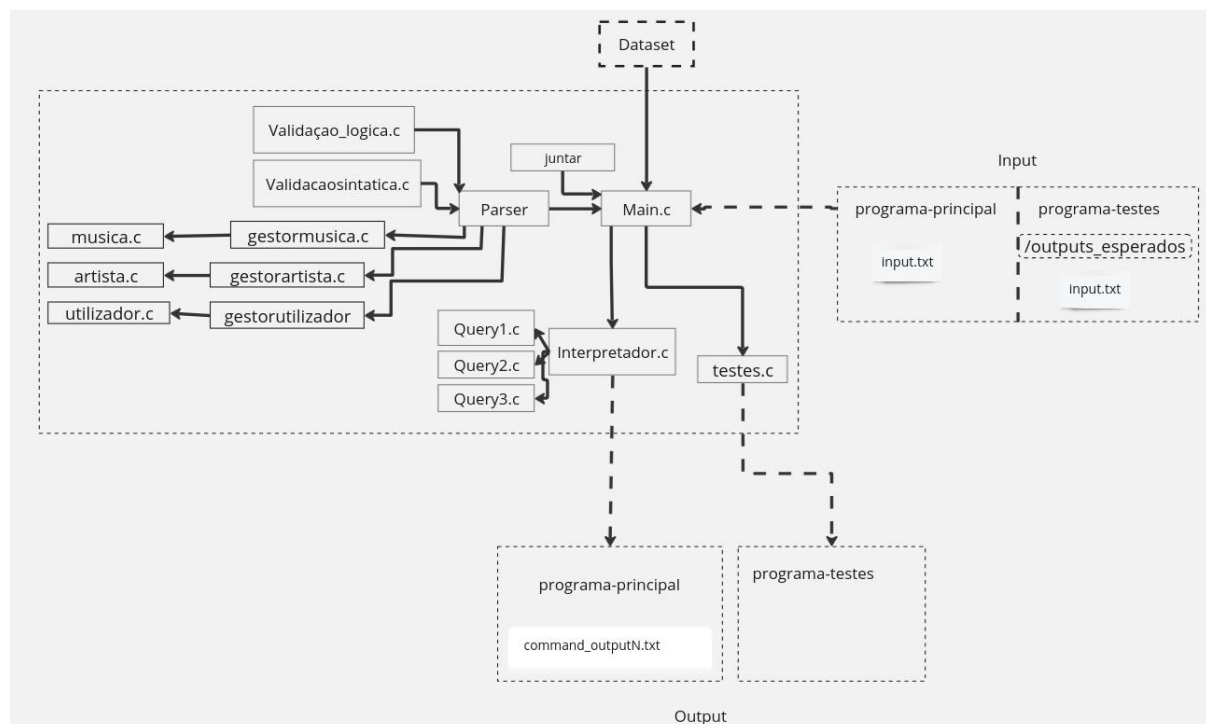 Dataset
Validaçao_logica.c
juntar
Input
Validacaosintatica.c
Parser
Main.c
programa-principal
programa-testes
musica.c
gestormusica.c
/outputs_esperados
input.txt
artista.c
gestorartista.c
input.txt
utilizador.c
gestorutilizador
Query1.c
Interpretador.c
Query2.c
testes.c
Query3.c
programa-principal
programa-testes
command_outputN.txt
Output